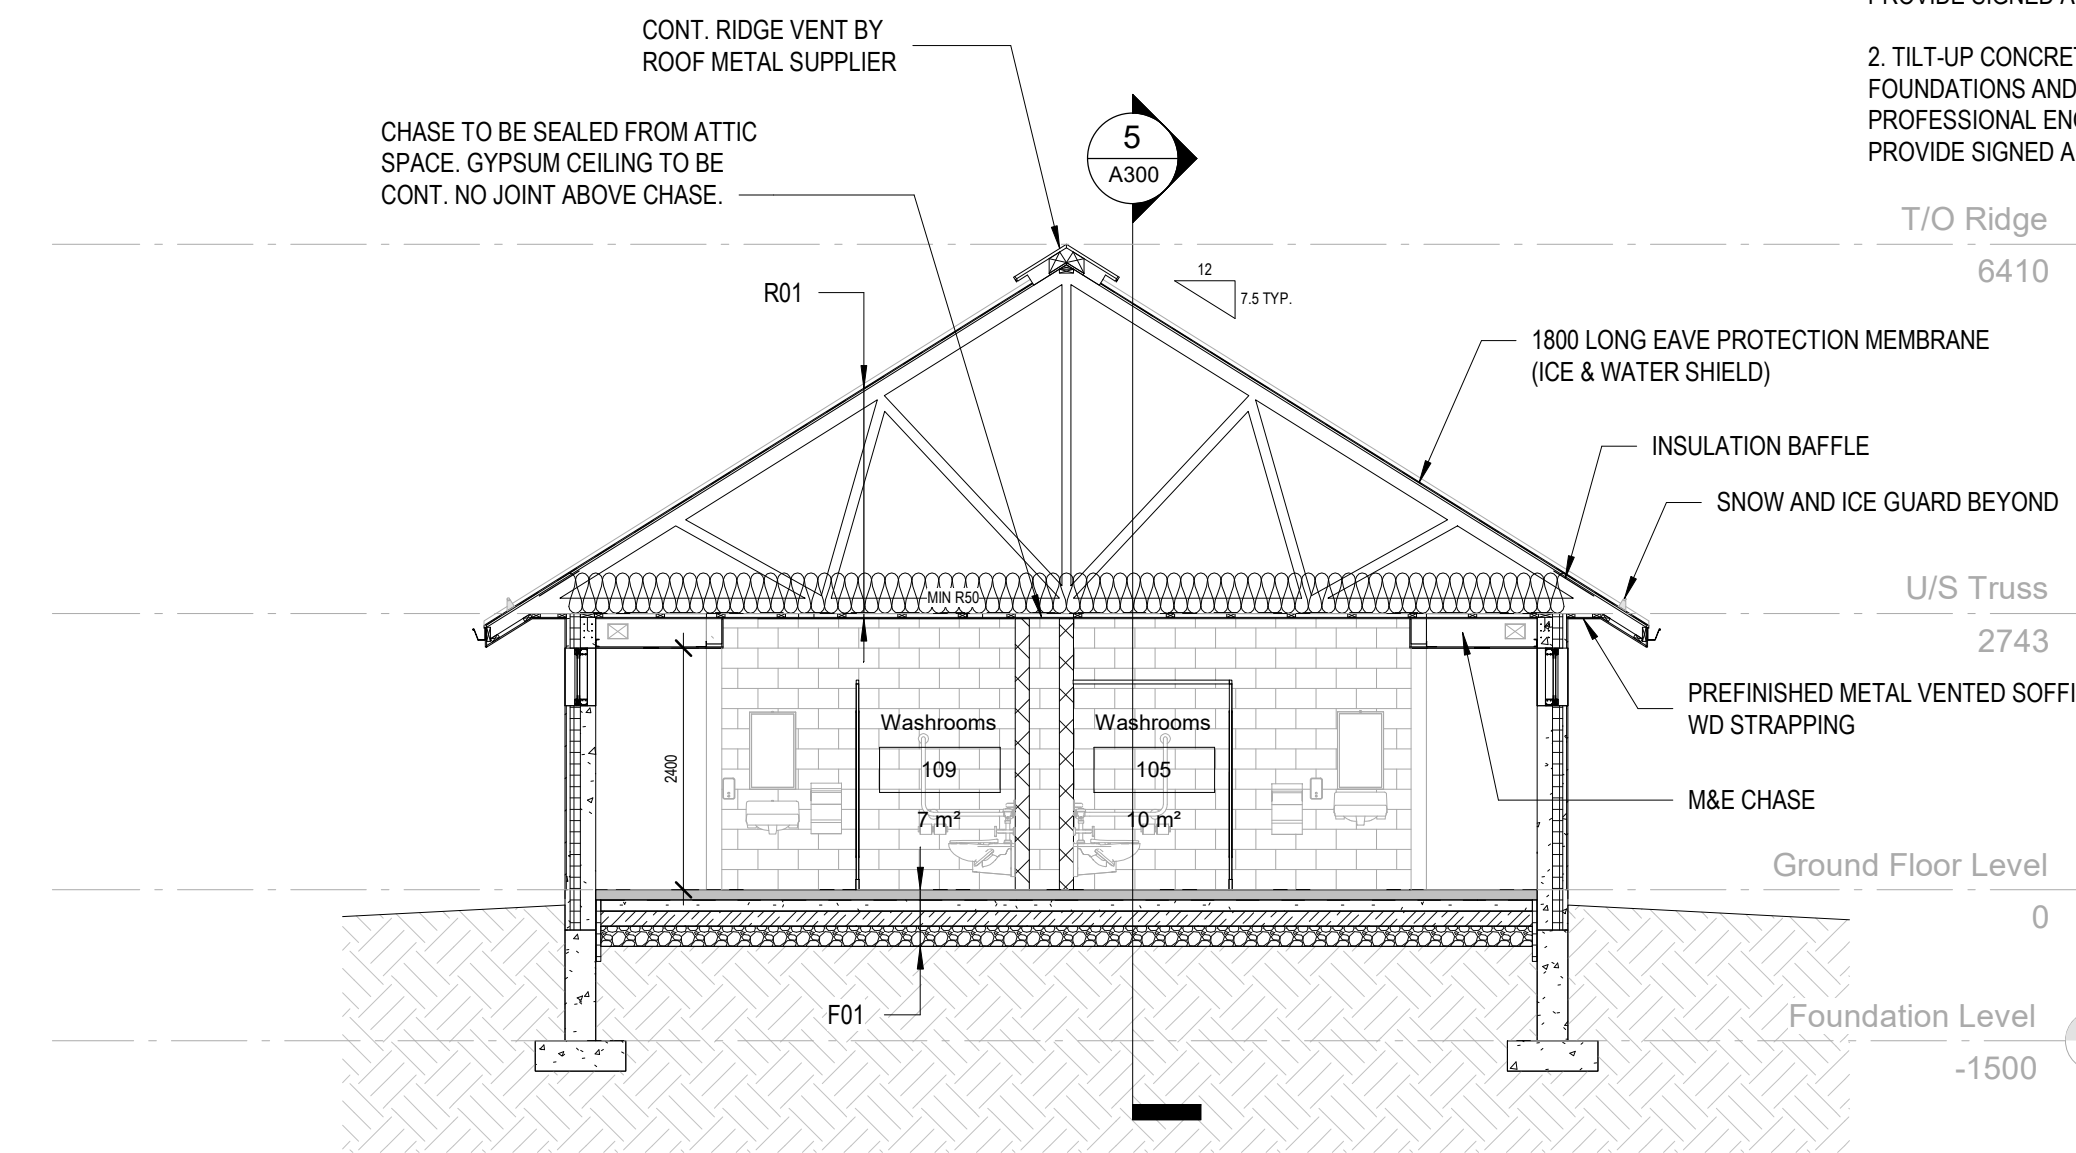 PROVIDE SIGNED A
2. TILT-UP CONCRE
FOUNDATIONS AND
PROFESSIONAL EN
PROVIDE SIGNED A
CONT. RIDGE VENT BY
ROOF METAL SUPPLIER
CHASE TO BE SEALED FROM ATTIC
SPACE. GYPSUM CEILING TO BE
CONT. NO JOINT ABOVE CHASE.
5
A300
T/O Ridge
6410
12
7.5 TYP.
R01
1800 LONG EAVE PROTECTION MEMBRANE
(ICE & WATER SHIELD)
INSULATION BAFFLE
SNOW AND ICE GUARD BEYOND
U/S Truss
2743
MIN R50
PREFINISHED METAL VENTED SOFFI
WD STRAPPING
Washrooms
109
7 m²
Washrooms
105
10 m²
2400
M&E CHASE
Ground Floor Level
0
F01
Foundation Level
-1500